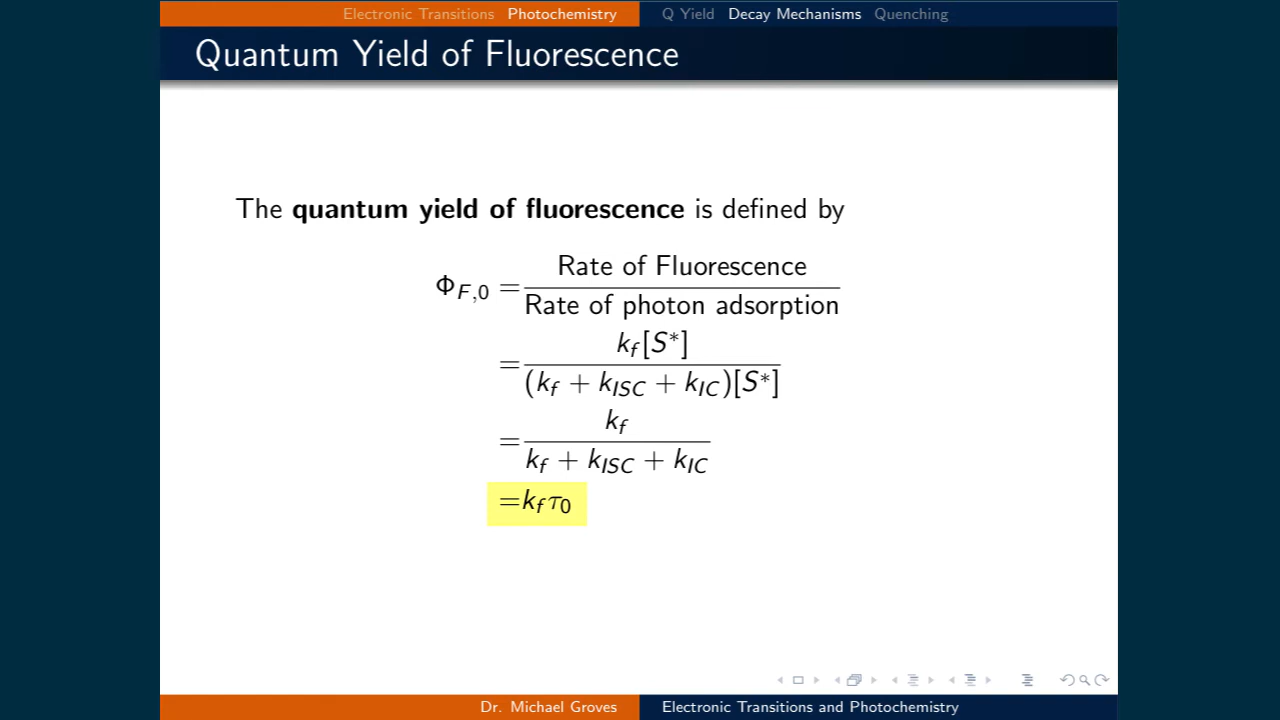 Electronic Transitions Photochemistry Q Yield Decay Mechanisms Quenching
Quantum Yield of Fluorescence
The quantum yield of fluorescence is defined by
Φ_{F,0} = Rate of Fluorescence / Rate of photon adsorption
= k_f[S*] / (k_f + k_{ISC} + k_{IC})[S*]
= k_f / k_f + k_{ISC} + k_{IC}
=k_fτ_0
Dr. Michael Groves Electronic Transitions and Photochemistry